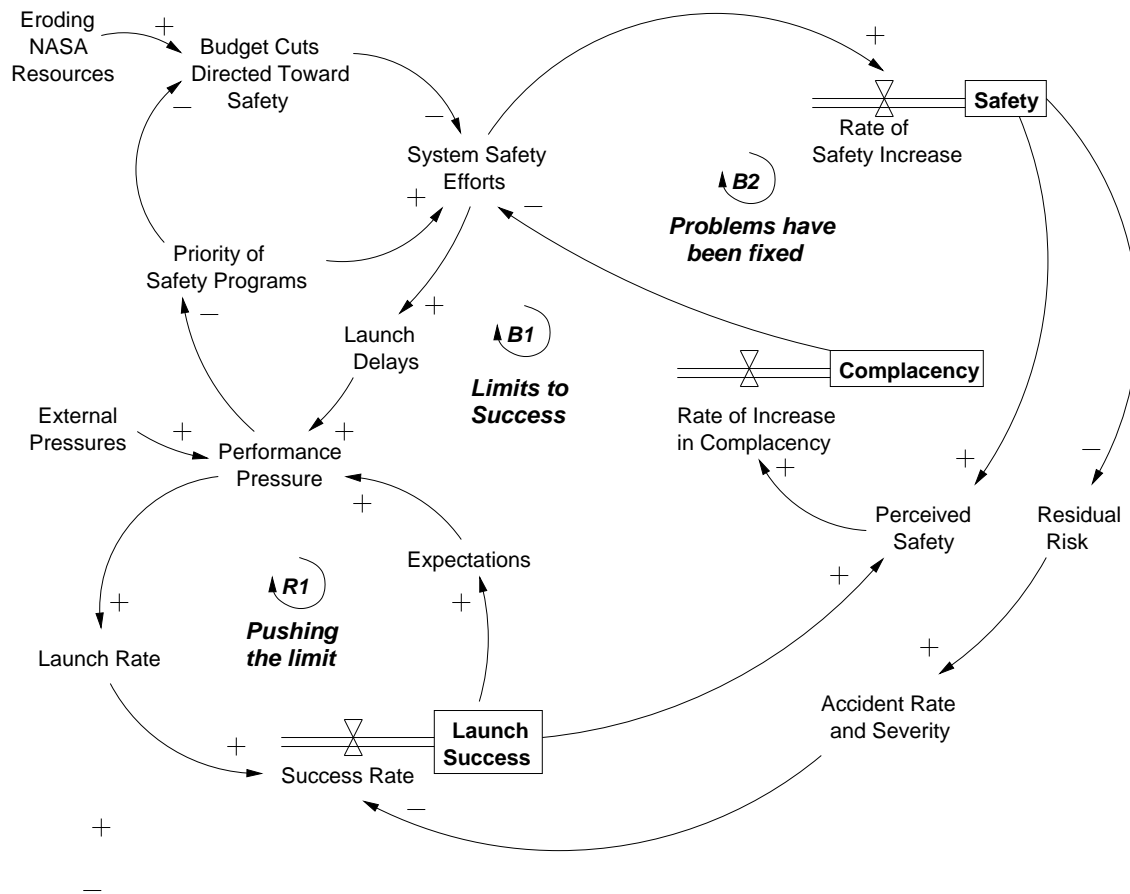 Eroding
NASA
Resources
+
Budget Cuts
Directed Toward
Safety
−
−
+
Safety
Rate of
Safety Increase
System Safety
Efforts
+
−
B2
Problems have
been fixed
Priority of
Safety Programs
−
+
Launch
Delays
B1
Limits to
Success
Complacency
Rate of Increase
in Complacency
External
Pressures
+
+
Performance
Pressure
+
+
+
−
Perceived
Safety
Residual
Risk
Expectations
R1
Pushing
the limit
+
+
+
+
Launch Rate
Accident Rate
and Severity
Launch
Success
+
Success Rate
−
+
−